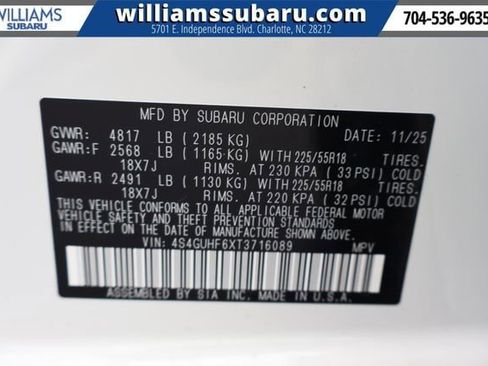 WILLIAMS
SUBARU
williamssubaru.com
5701 E. Independence Blvd. Charlotte, NC 28212
704-536-9635
MFD BY SUBARU CORPORATION
GVWR: 4817 LB (2185 KG) DATE: 11/25
GAWR:F 2568 LB (1165 KG) WITH 225/55R18 TIRES.
18X7J RIMS. AT 230 KPA (33 PSI) COLD
GAWR:R 2491 LB (1130 KG) WITH 225/55R18 TIRES.
18X7J RIMS. AT 220 KPA (32 PSI) COLD
THIS VEHICLE CONFORMS TO ALL APPLICABLE FEDERAL MOTOR
VEHICLE SAFETY AND BUMPER STANDARDS IN EFFECT
ON THE DATE OF MANUFACTURE SHOWN ABOVE.
VIN: 4S4GUHF6XT3716089 MPV
ASSEMBLED BY SIA INC. MADE IN U.S.A.